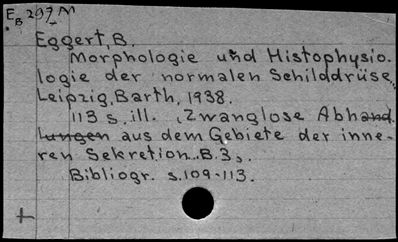 E_B 297 M
Eggert, B.
Morphologie und Histophysio-
logie der normalen Schilddrüse
Leipzig, Barth, 1938.
113 s. ill. (Zwanglose Abhand
lungen aus dem Gebiete der inne-
ren Sekretion..B.3).
Bibliogr. s.109-113.
+